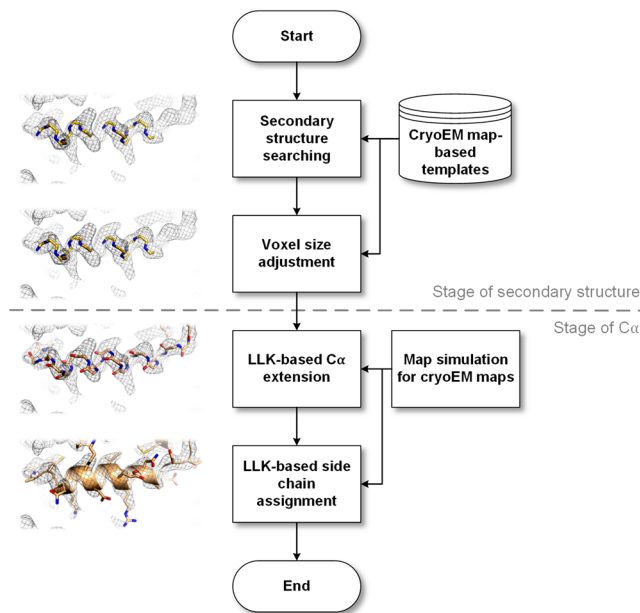 Start
Secondary
structure
searching
CryoEM map-
based
templates
Voxel size
adjustment
Stage of secondary structure
Stage of Cα
LLK-based Cα
extension
Map simulation
for cryoEM maps
LLK-based side
chain
assignment
End